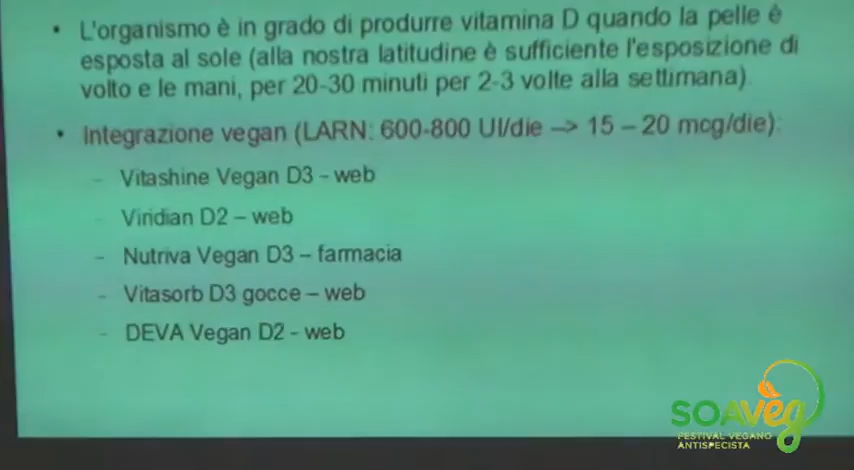 • L'organismo è in grado di produrre vitamina D quando la pelle è
esposta al sole (alla nostra latitudine è sufficiente l'esposizione di
volto e le mani, per 20-30 minuti per 2-3 volte alla settimana).
• Integrazione vegan (LARN: 600-800 UI/die –> 15 – 20 mcg/die):
- Vitashine Vegan D3 - web
- Viridian D2 – web
- Nutriva Vegan D3 – farmacia
- Vitasorb D3 gocce – web
- DEVA Vegan D2 - web
SOAVEG
FESTIVAL VEGANO
ANTISPECISTA